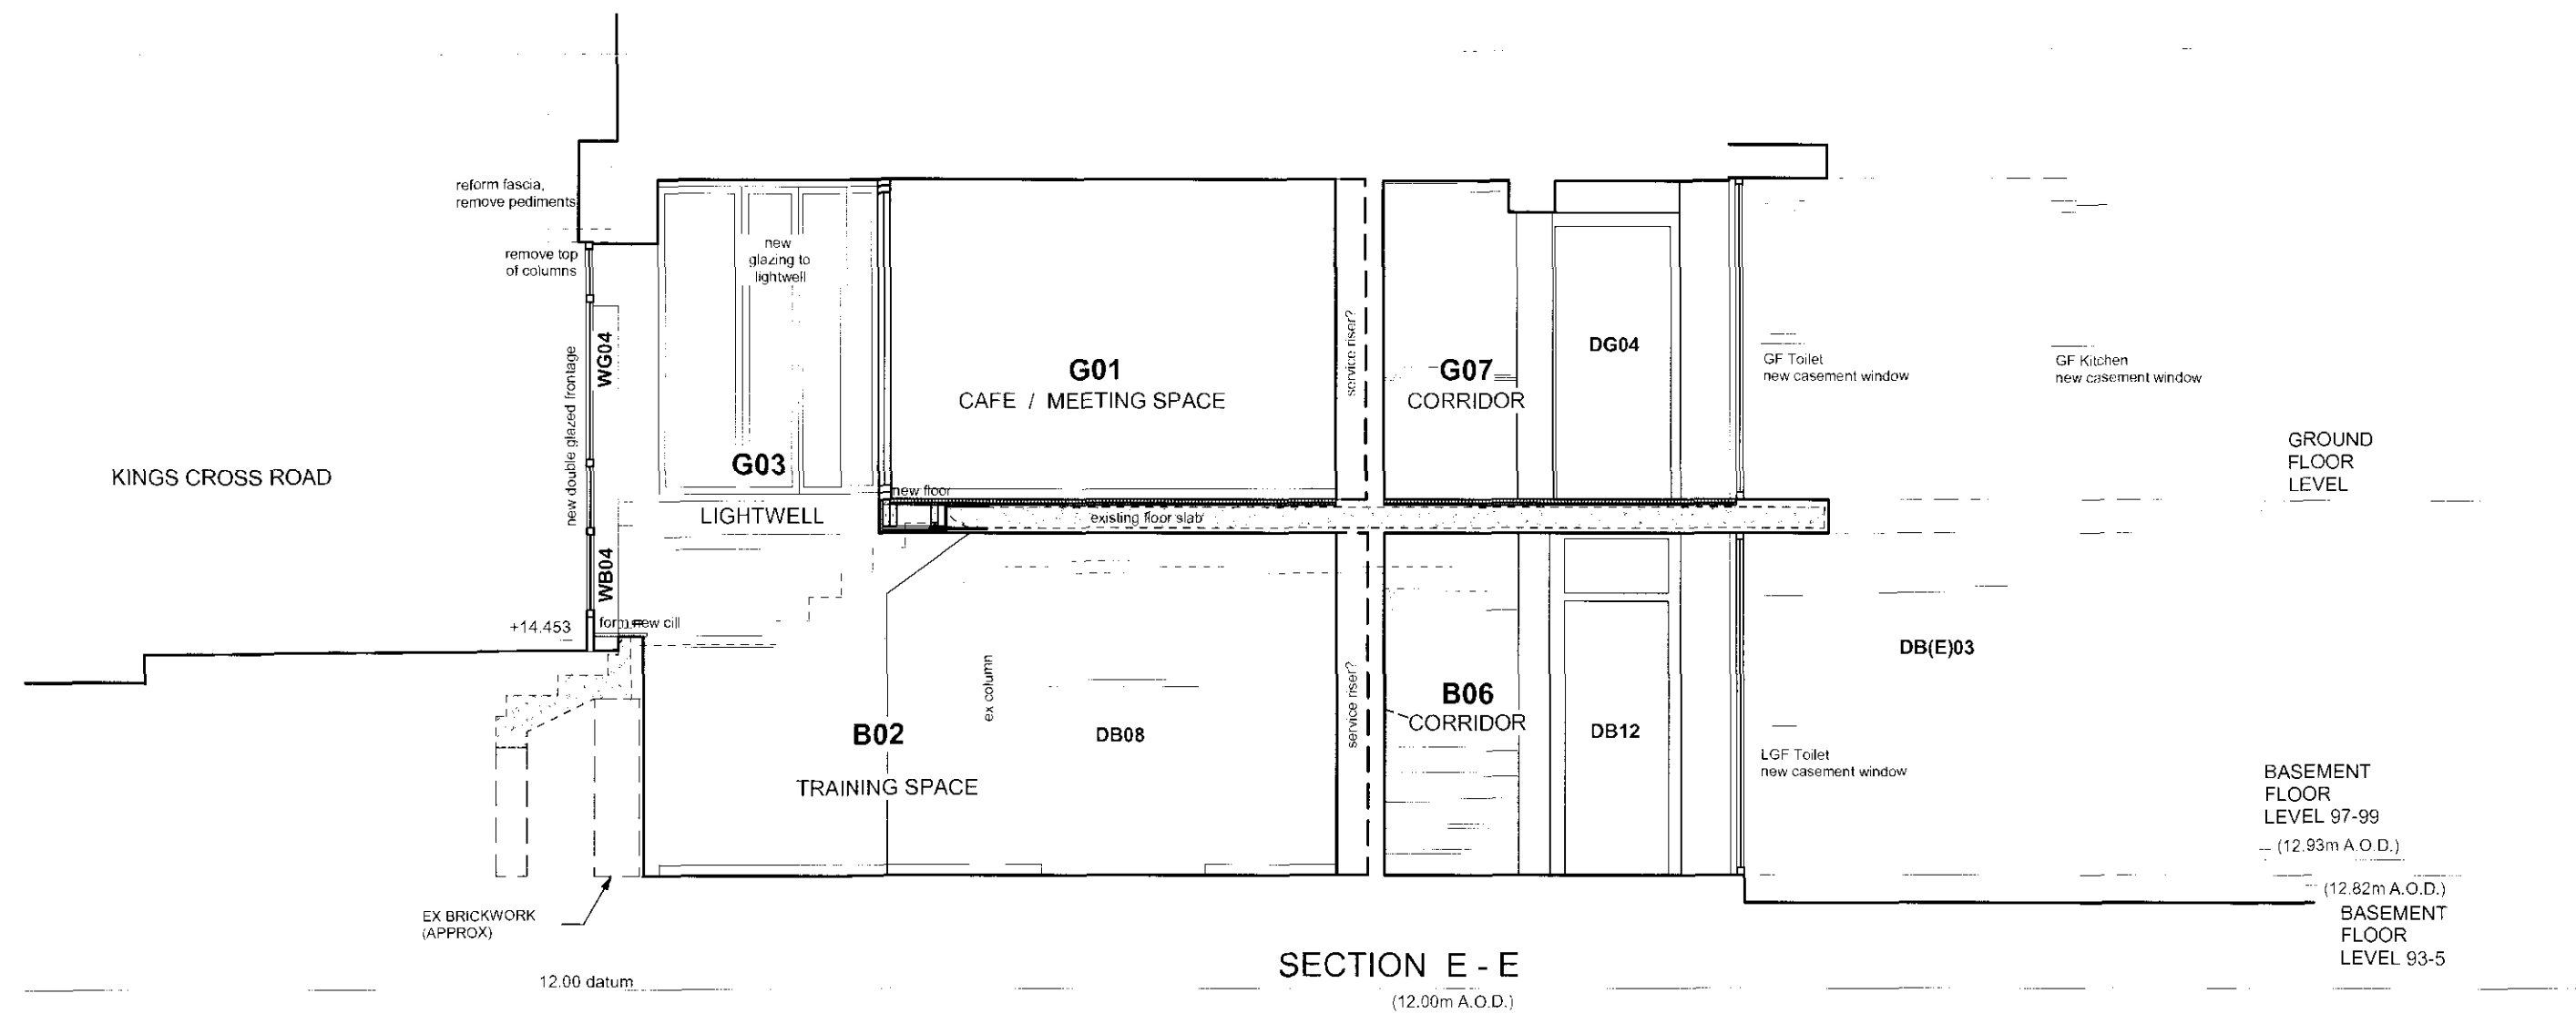 reform fascia,
remove pediments
remove top
of columns
new
glazing to
lightwell
WG04
new double glazed frontage
G03
LIGHTWELL
KINGS CROSS ROAD
G01
CAFE / MEETING SPACE
service riser?
G07
CORRIDOR
DG04
GF Toilet
new casement window
GF Kitchen
new casement window
GROUND
FLOOR
LEVEL
new floor
existing floor slab
WB04
+14.453
form new cill
ex column
B02
TRAINING SPACE
DB08
service riser?
B06
CORRIDOR
DB12
DB(E)03
LGF Toilet
new casement window
BASEMENT
FLOOR
LEVEL 97-99
(12.93m A.O.D.)
(12.82m A.O.D.)
BASEMENT
FLOOR
LEVEL 93-5
EX BRICKWORK
(APPROX)
12.00 datum
SECTION E - E
(12.00m A.O.D.)